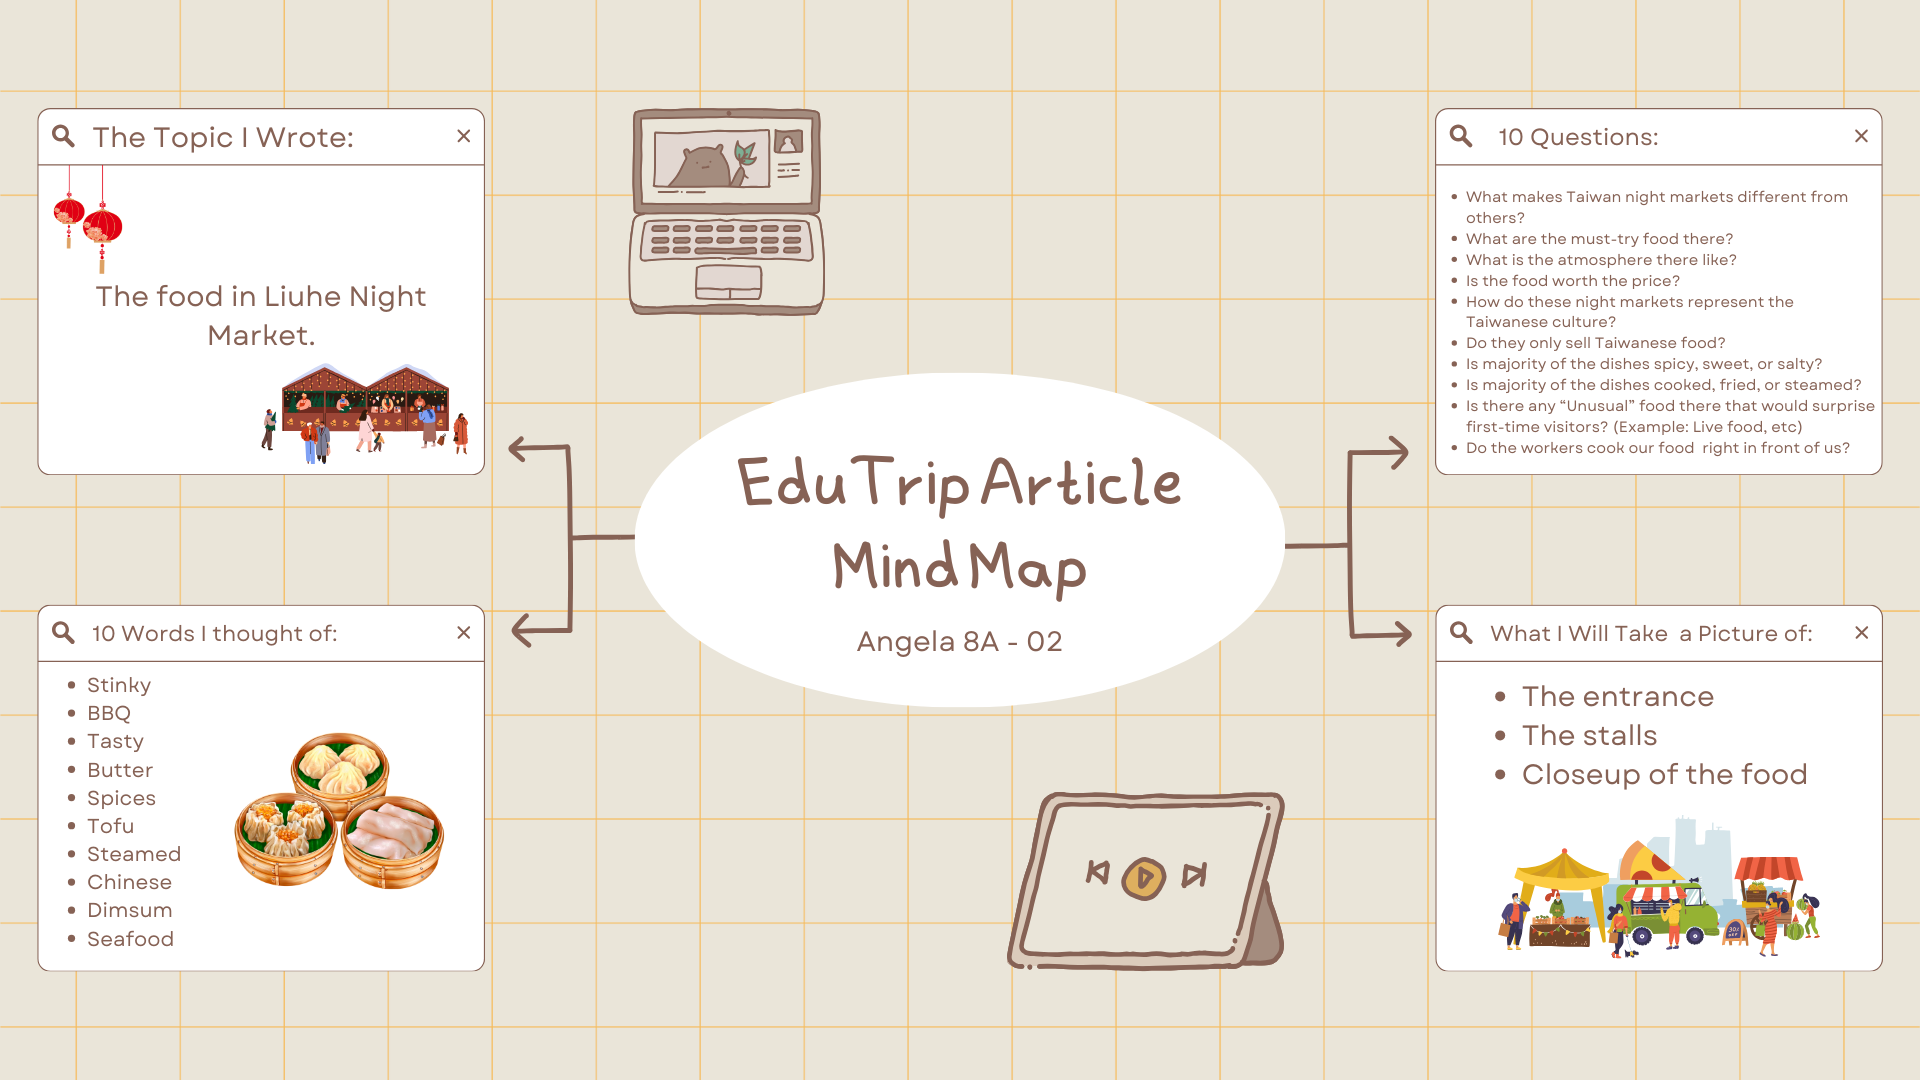 The Topic I Wrote:
The food in Liuhe Night
Market.
10 Words I thought of:
Stinky
BBQ
Tasty
Butter
Spices
Tofu
Steamed
Chinese
Dimsum
Seafood
Edu Trip Article
Mind Map
Angela 8A - 02
10 Questions:
What makes Taiwan night markets different from
others?
What are the must-try food there?
What is the atmosphere there like?
Is the food worth the price?
How do these night markets represent the
Taiwanese culture?
Do they only sell Taiwanese food?
Is majority of the dishes spicy, sweet, or salty?
Is majority of the dishes cooked, fried, or steamed?
Is there any “Unusual” food there that would surprise
first-time visitors? (Example: Live food, etc)
Do the workers cook our food  right in front of us?
What I Will Take  a Picture of:
The entrance
The stalls
Closeup of the food
30%
OFF